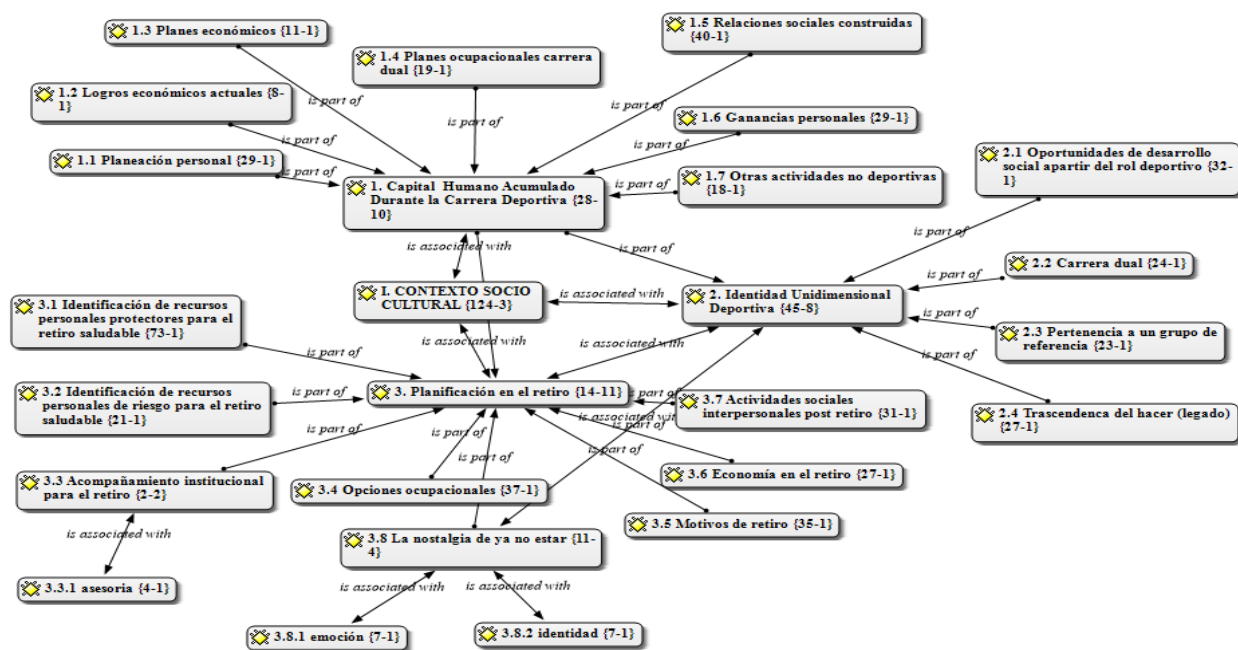 1.3 Planes económicos {11-1}
1.5 Relaciones sociales construidas
{40-1}
1.4 Planes ocupacionales carrera
dual {19-1}
1.2 Logros económicos actuales {8-
1}
is part of
is part of
is part of
is part of
1.6 Ganancias personales {29-1}
is part of
1.1 Planeación personal {29-1}
is part of
2.1 Oportunidades de desarrollo
social apartir del rol deportivo {32-
1}
1. Capital Humano Acumulado
Durante la Carrera Deportiva {28-
10}
is part of
1.7 Otras actividades no deportivas
{18-1}
is associated with
is part of
is part of
is part of
2.2 Carrera dual {24-1}
is part of
I. CONTEXTO SOCIO
CULTURAL {124-3}
is associated with
2. Identidad Unidimensional
Deportiva {45-8}
3.1 Identificación de recursos
personales protectores para el
retiro saludable {73-1}
is part of
2.3 Pertenencia a un grupo de
referencia {23-1}
is associated with
is associated with
is part of
is part of
3.2 Identificación de recursos
personales de riesgo para el retiro
saludable {21-1}
is part of
3. Planificación en el retiro {14-11}
is part of
3.7 Actividades sociales
interpersonales post retiro {31-1}
2.4 Trascendenca del hacer (legado)
{27-1}
is associated with
is part of
is part of
is part of
is part of
is part of
3.3 Acompañamiento institucional
para el retiro {2-2}
3.4 Opciones ocupacionales {37-1}
3.6 Economía en el retiro {27-1}
3.5 Motivos de retiro {35-1}
is associated with
3.8 La nostalgia de ya no estar {11-
4}
3.3.1 asesoria {4-1}
is associated with
is associated with
3.8.1 emoción {7-1}
3.8.2 identidad {7-1}